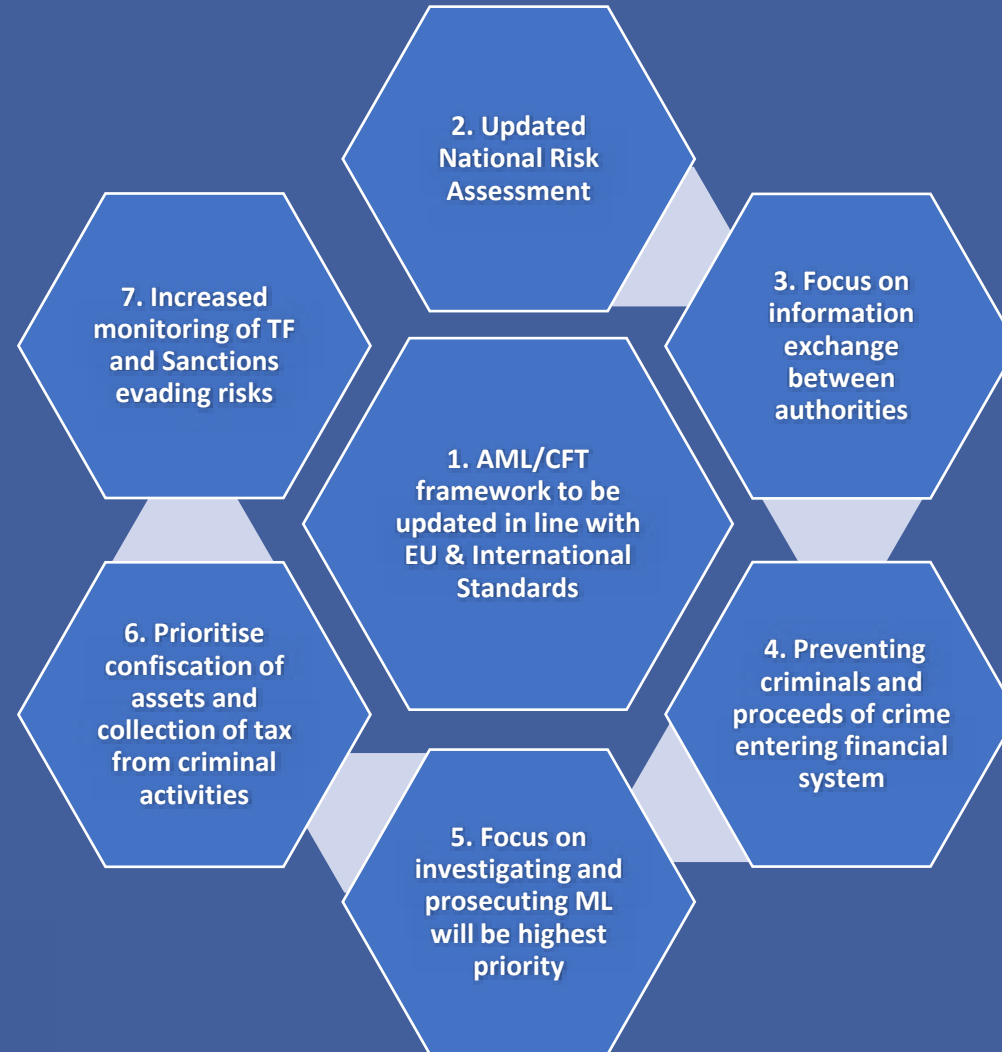 2. Updated
National Risk
Assessment
3. Focus on
information
exchange
between
authorities
7. Increased
monitoring of TF
and Sanctions
evading risks
1. AML/CFT
framework to be
updated in line with
EU & International
Standards
4. Preventing
criminals and
proceeds of crime
entering financial
system
6. Prioritise
confiscation of
assets and
collection of tax
from criminal
activities
5. Focus on
investigating and
prosecuting ML
will be highest
priority